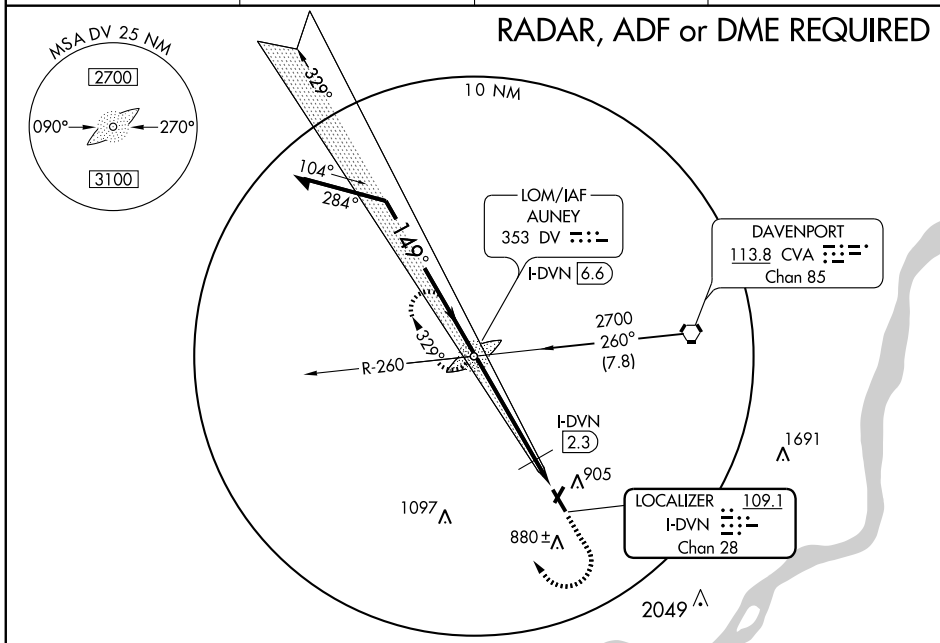 RADAR, ADF or DME REQUIRED
MSA DV 25 NM
2700
090°
270°
3100
10 NM
329°
104°
284°
149°
LOM/IAF
AUNEY
353 DV
I-DVN 6.6
DAVENPORT
113.8 CVA
Chan 85
2700
260°
(7.8)
329°
R-260
I-DVN
2.3
1691
905
1097
880±
LOCALIZER 109.1
I-DVN
Chan 28
2049